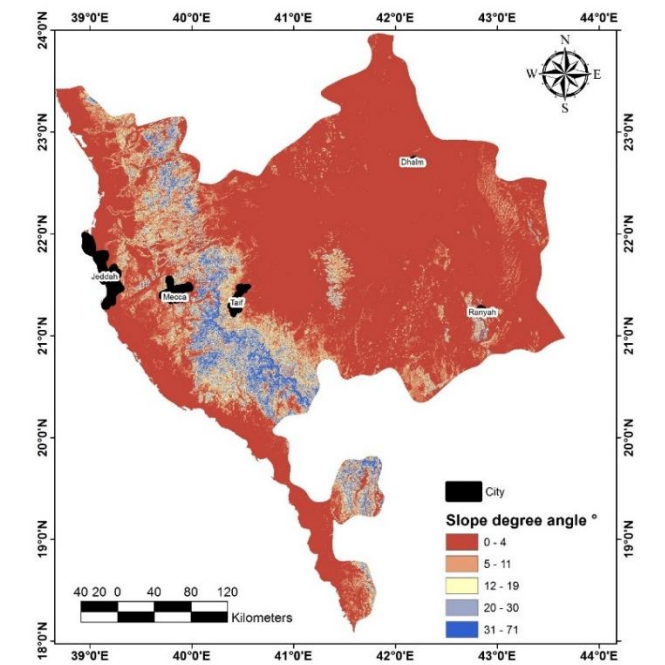 39°0'E 40°0'E 41°0'E 42°0'E 43°0'E 44°0'E
24°0'N 24°0'N
N
W E
S
23°0'N 23°0'N
Dhalm
22°0'N 22°0'N
Jeddah
Mecca
Taif
Ranyah
21°0'N 21°0'N
20°0'N 20°0'N
City
Slope degree angle °
19°0'N 19°0'N
0 - 4
5 - 11
12 - 19
20 - 30
31 - 71
40 20 0 40 80 120
Kilometers
18°0'N 18°0'N
39°0'E 40°0'E 41°0'E 42°0'E 43°0'E 44°0'E